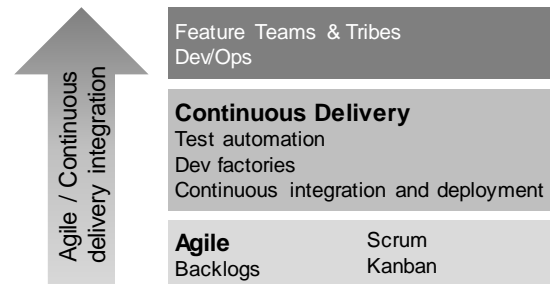 Agile / Continuous
delivery integration
Feature Teams & Tribes
Dev/Ops
Continuous Delivery
Test automation
Dev factories
Continuous integration and deployment
Agile
Backlogs
Scrum
Kanban